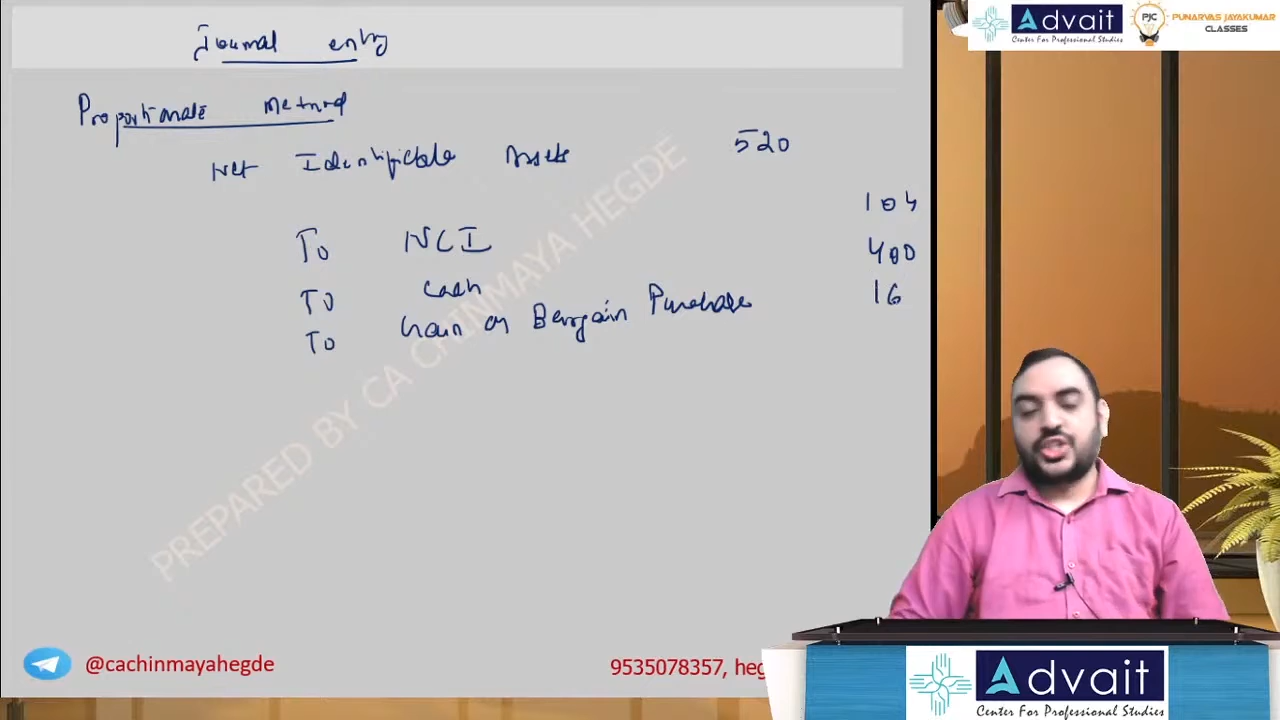 Journal entry
Proportionate Method
Net Identifiable Assets 520
To NCI 104
To Cash 400
To Gain on Bargain Purchase 16
PREPARED BY CA CHINMAYA HEGDE
@cachinmayahegde
9535078357, heg
Advait
Center For Professional Studies
PJC
PUNARVAS JAYAKUMAR
CLASSES
Advait
Center For Professional Studies